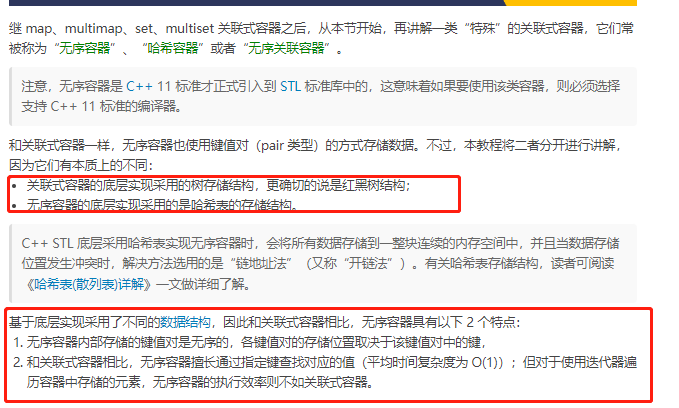 继 map、multimap、set、multiset 关联式容器之后，从本节开始，再讲解一类“特殊”的关联式容器，它们常
被称为“无序容器”、“哈希容器”或者“无序关联容器”。
注意，无序容器是 C++ 11 标准才正式引入到 STL 标准库中的，这意味着如果要使用该类容器，则必须选择
支持 C++ 11 标准的编译器。
和关联式容器一样，无序容器也使用键值对（pair 类型）的方式存储数据。不过，本教程将二者分开进行讲解，
因为它们有本质上的不同：
• 关联式容器的底层实现采用的树存储结构，更确切的说是红黑树结构；
• 无序容器的底层实现采用的是哈希表的存储结构。
C++ STL 底层采用哈希表实现无序容器时，会将所有数据存储到一整块连续的内存空间中，并且当数据存储
位置发生冲突时，解决方法选用的是“链地址法”（又称“开链法”）。有关哈希表存储结构，读者可阅读
《哈希表(散列表)详解》一文做详细了解。
基于底层实现采用了不同的数据结构，因此和关联式容器相比，无序容器具有以下 2 个特点：
1. 无序容器内部存储的键值对是无序的，各键值对的存储位置取决于该键值对中的键，
2. 和关联式容器相比，无序容器擅长通过指定键查找对应的值（平均时间复杂度为 O(1)）；但对于使用迭代器遍
历容器中存储的元素，无序容器的执行效率则不如关联式容器。